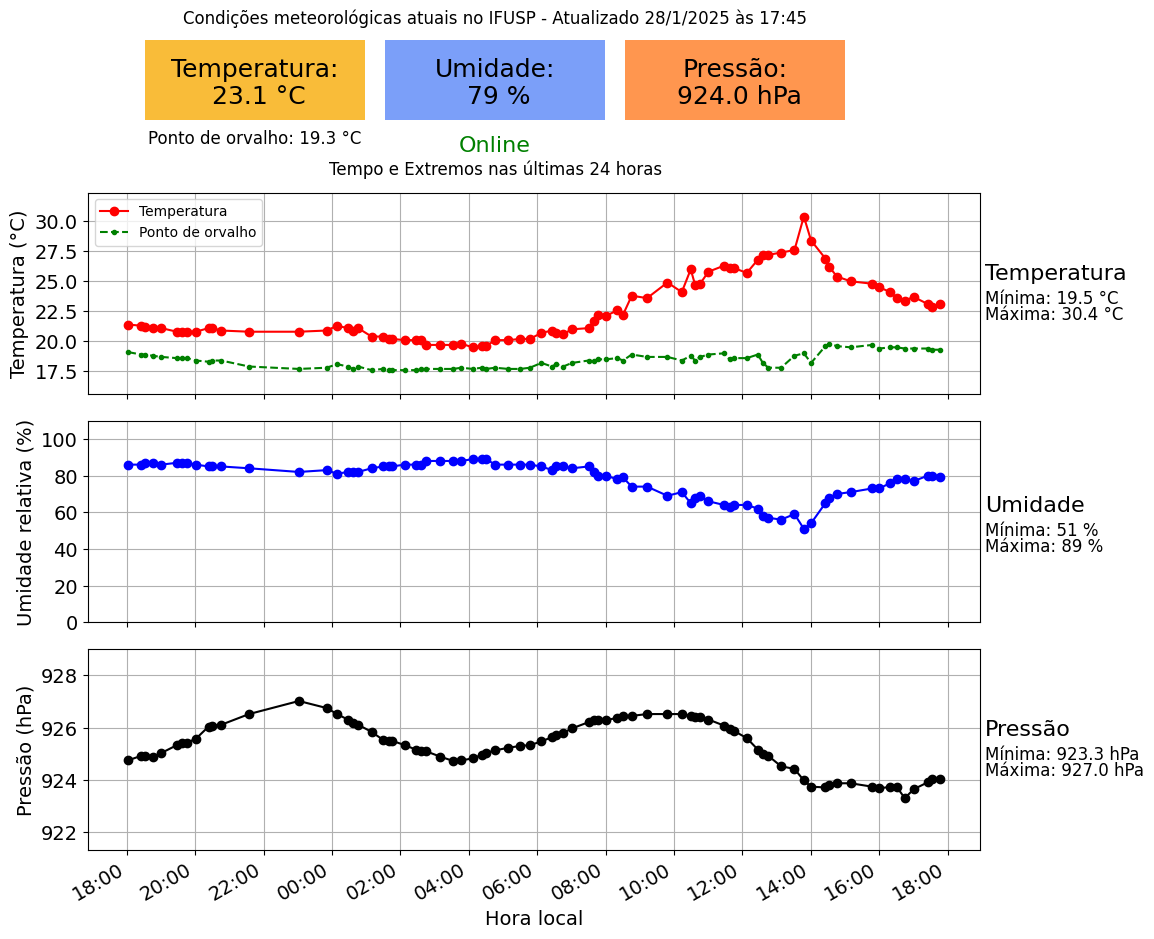 Condições meteorológicas atuais no IFUSP - Atualizado 28/1/2025 às 17:45
Temperatura:
23.1 °C
Umidade:
79 %
Pressão:
924.0 hPa
Ponto de orvalho: 19.3 °C
Online
Tempo e Extremos nas últimas 24 horas
Temperatura (°C)
30.0
27.5
25.0
22.5
20.0
17.5
Temperatura
Ponto de orvalho
Temperatura
Mínima: 19.5 °C
Máxima: 30.4 °C
Umidade relativa (%)
100
80
60
40
20
0
Umidade
Mínima: 51 %
Máxima: 89 %
Pressão (hPa)
928
926
924
922
Pressão
Mínima: 923.3 hPa
Máxima: 927.0 hPa
18:00 20:00 22:00 00:00 02:00 04:00 06:00 08:00 10:00 12:00 14:00 16:00 18:00
Hora local